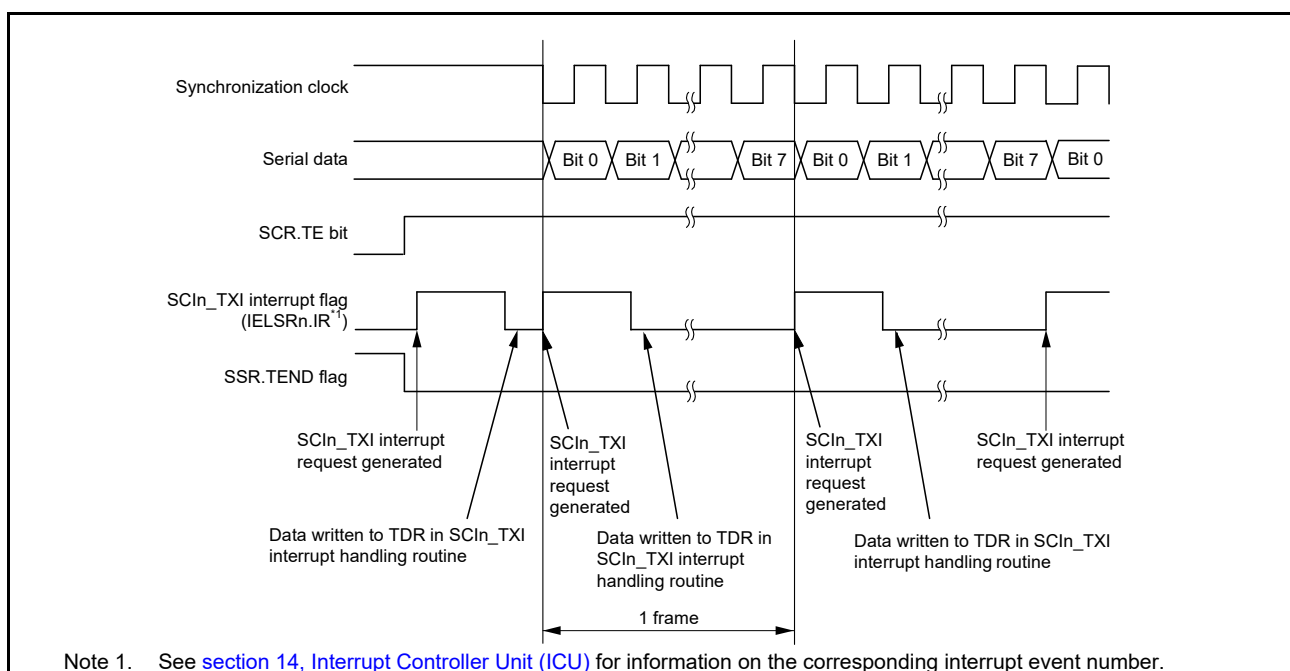 Synchronization clock
Serial data
Bit 0 Bit 1 Bit 7 Bit 0 Bit 1 Bit 7 Bit 0
SCR.TE bit
SCIn_TXI interrupt flag
(IELSRn.IR*1)
SSR.TEND flag
SCIn_TXI interrupt
request generated
SCIn_TXI
interrupt
request
generated
SCIn_TXI
interrupt
request
generated
SCIn_TXI interrupt
request generated
Data written to TDR in SCIn_TXI
interrupt handling routine
Data written to TDR in
SCIn_TXI interrupt
handling routine
Data written to TDR in SCIn_TXI
interrupt handling routine
1 frame
Note 1. See section 14, Interrupt Controller Unit (ICU) for information on the corresponding interrupt event number.